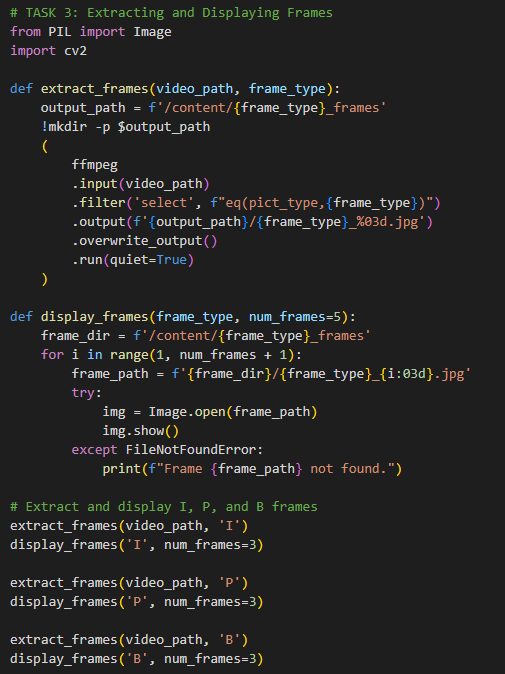 # TASK 3: Extracting and Displaying Frames
from PIL import Image
import cv2

def extract_frames(video_path, frame_type):
    output_path = f'/content/{frame_type}_frames'
    !mkdir -p $output_path
    (
        ffmpeg
        .input(video_path)
        .filter('select', f"eq(pict_type,{frame_type})")
        .output(f'{output_path}/{frame_type}_%03d.jpg')
        .overwrite_output()
        .run(quiet=True)
    )

def display_frames(frame_type, num_frames=5):
    frame_dir = f'/content/{frame_type}_frames'
    for i in range(1, num_frames + 1):
        frame_path = f'{frame_dir}/{frame_type}_{i:03d}.jpg'
        try:
            img = Image.open(frame_path)
            img.show()
        except FileNotFoundError:
            print(f"Frame {frame_path} not found.")

# Extract and display I, P, and B frames
extract_frames(video_path, 'I')
display_frames('I', num_frames=3)

extract_frames(video_path, 'P')
display_frames('P', num_frames=3)

extract_frames(video_path, 'B')
display_frames('B', num_frames=3)